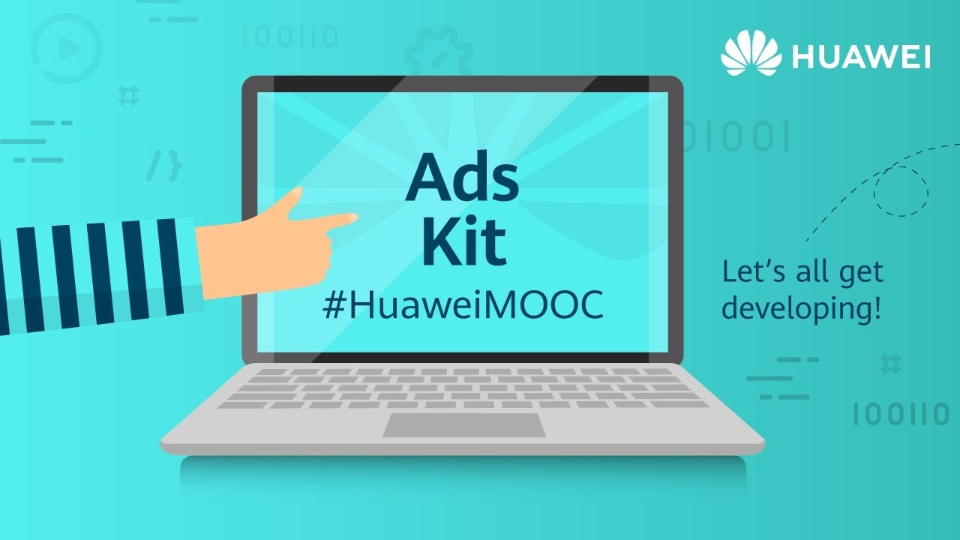 100110
HUAWEI
01001
Ads
Kit
#HuaweiMOOC
Let's all get
developing!
#
/}
#
100110